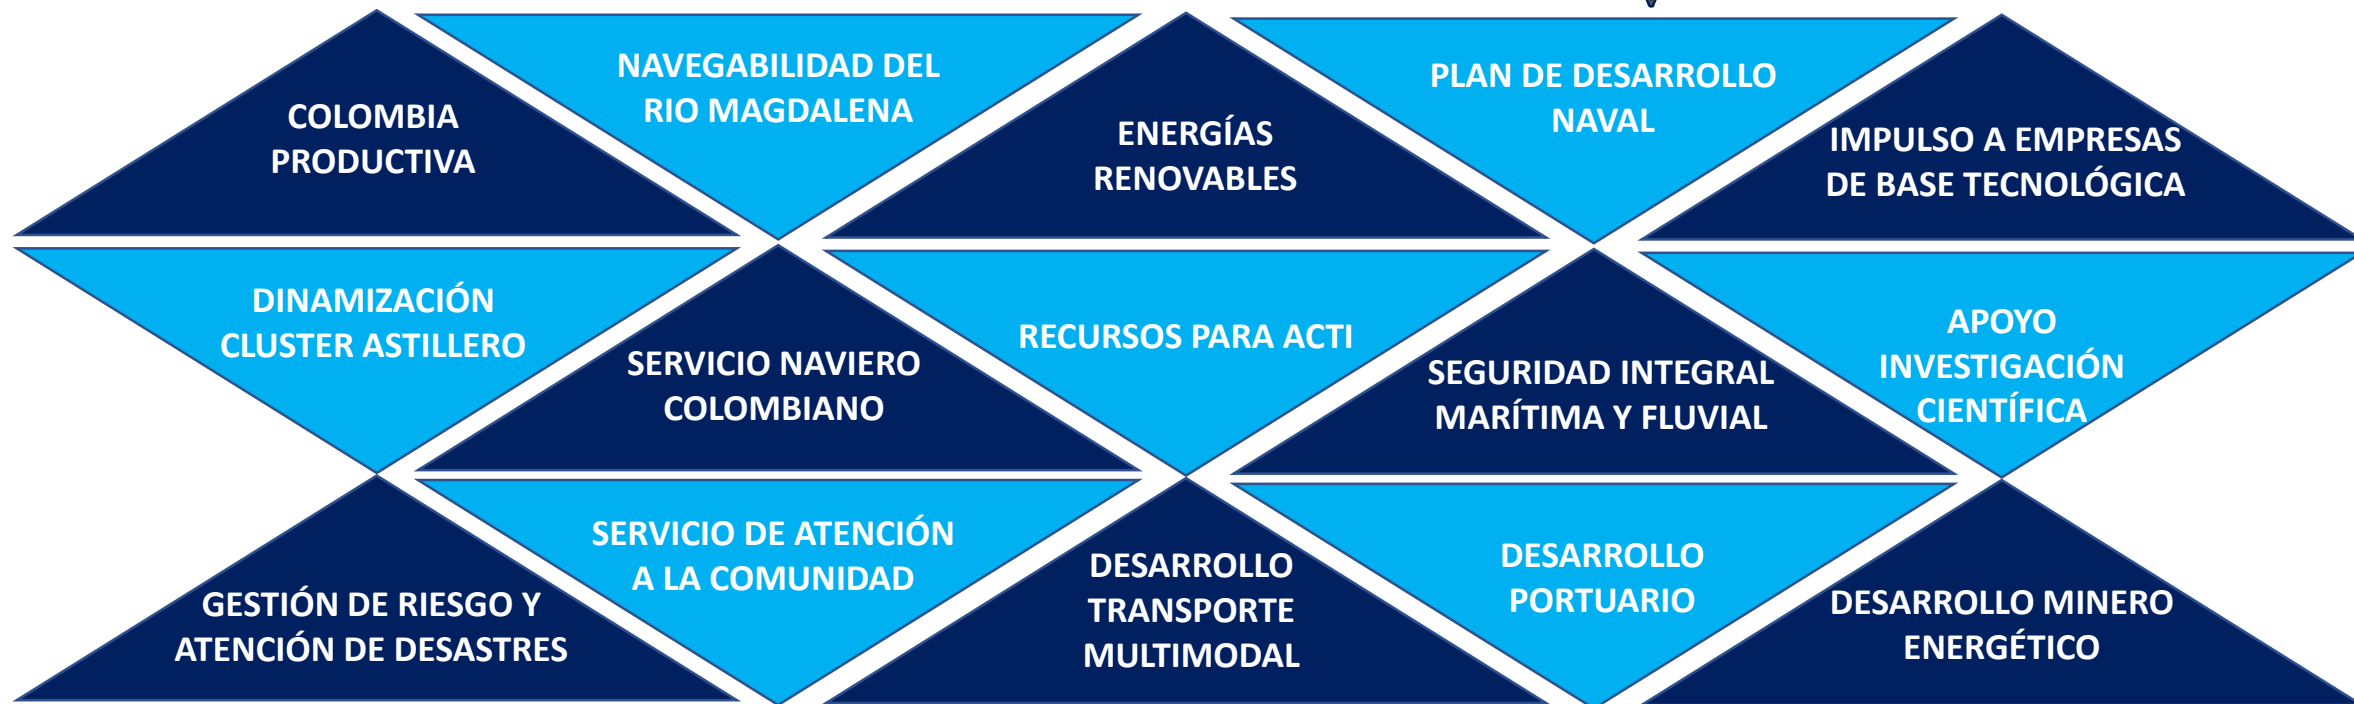 COLOMBIA
PRODUCTIVA
NAVEGABILIDAD DEL
RIO MAGDALENA
ENERGÍAS
RENOVABLES
PLAN DE DESARROLLO
NAVAL
IMPULSO A EMPRESAS
DE BASE TECNOLÓGICA
DINAMIZACIÓN
CLUSTER ASTILLERO
SERVICIO NAVIERO
COLOMBIANO
RECURSOS PARA ACTI
SEGURIDAD INTEGRAL
MARÍTIMA Y FLUVIAL
APOYO
INVESTIGACIÓN
CIENTÍFICA
GESTIÓN DE RIESGO Y
ATENCIÓN DE DESASTRES
SERVICIO DE ATENCIÓN
A LA COMUNIDAD
DESARROLLO
TRANSPORTE
MULTIMODAL
DESARROLLO
PORTUARIO
DESARROLLO MINERO
ENERGÉTICO